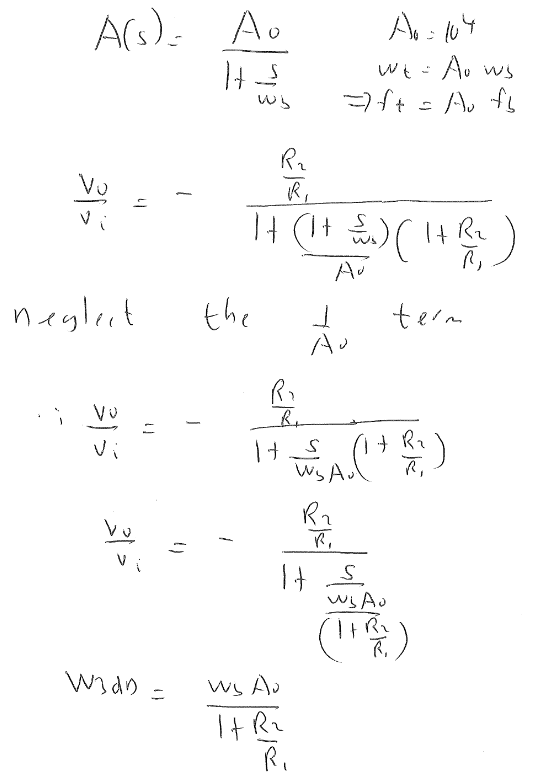 A(s) = A0 / (1 + s/ωb)    A0 = 10^4
ωt = A0 ωb
⇒ ft = A0 fb
Vo/Vi = - (R2/R1) / (1 + ((1 + s/ωb)/A0)(1 + R2/R1))
neglect the 1/A0 term
∴ Vo/Vi = - (R2/R1) / (1 + s/(ωb A0) (1 + R2/R1))
Vo/Vi = - (R2/R1) / (1 + s/(ωb A0/(1 + R2/R1)))
ω3dB = ωb A0 / (1 + R2/R1)